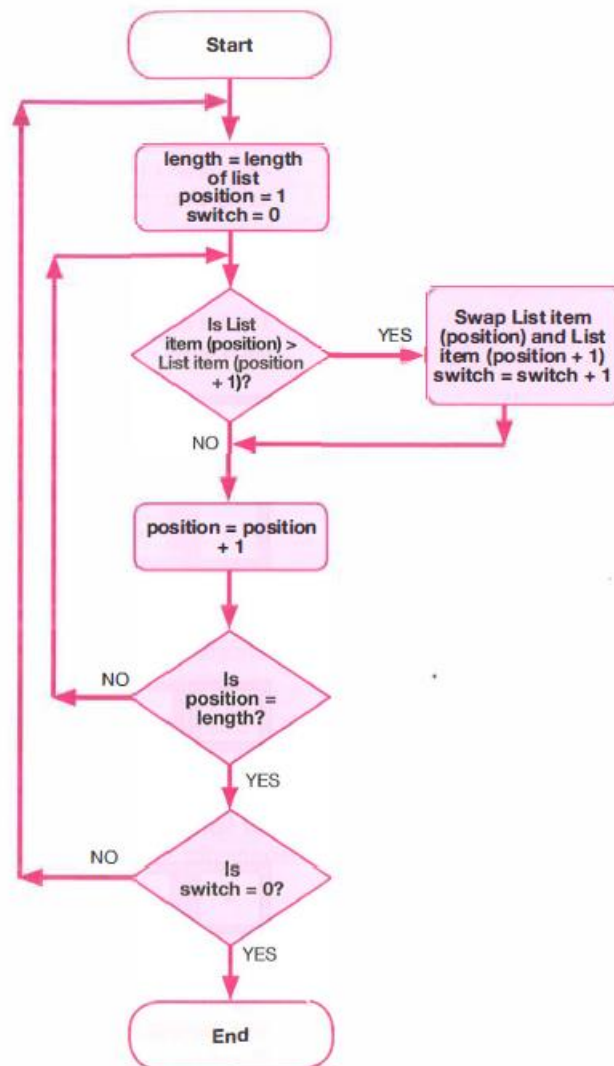 Start
length = length
of list
position = 1
switch = 0
Is List
item (position) >
List item (position
+ 1)?
YES
Swap List item
(position) and List
item (position + 1)
switch = switch + 1
NO
position = position
+ 1
Is
position =
length?
NO
YES
Is
switch = 0?
NO
YES
End